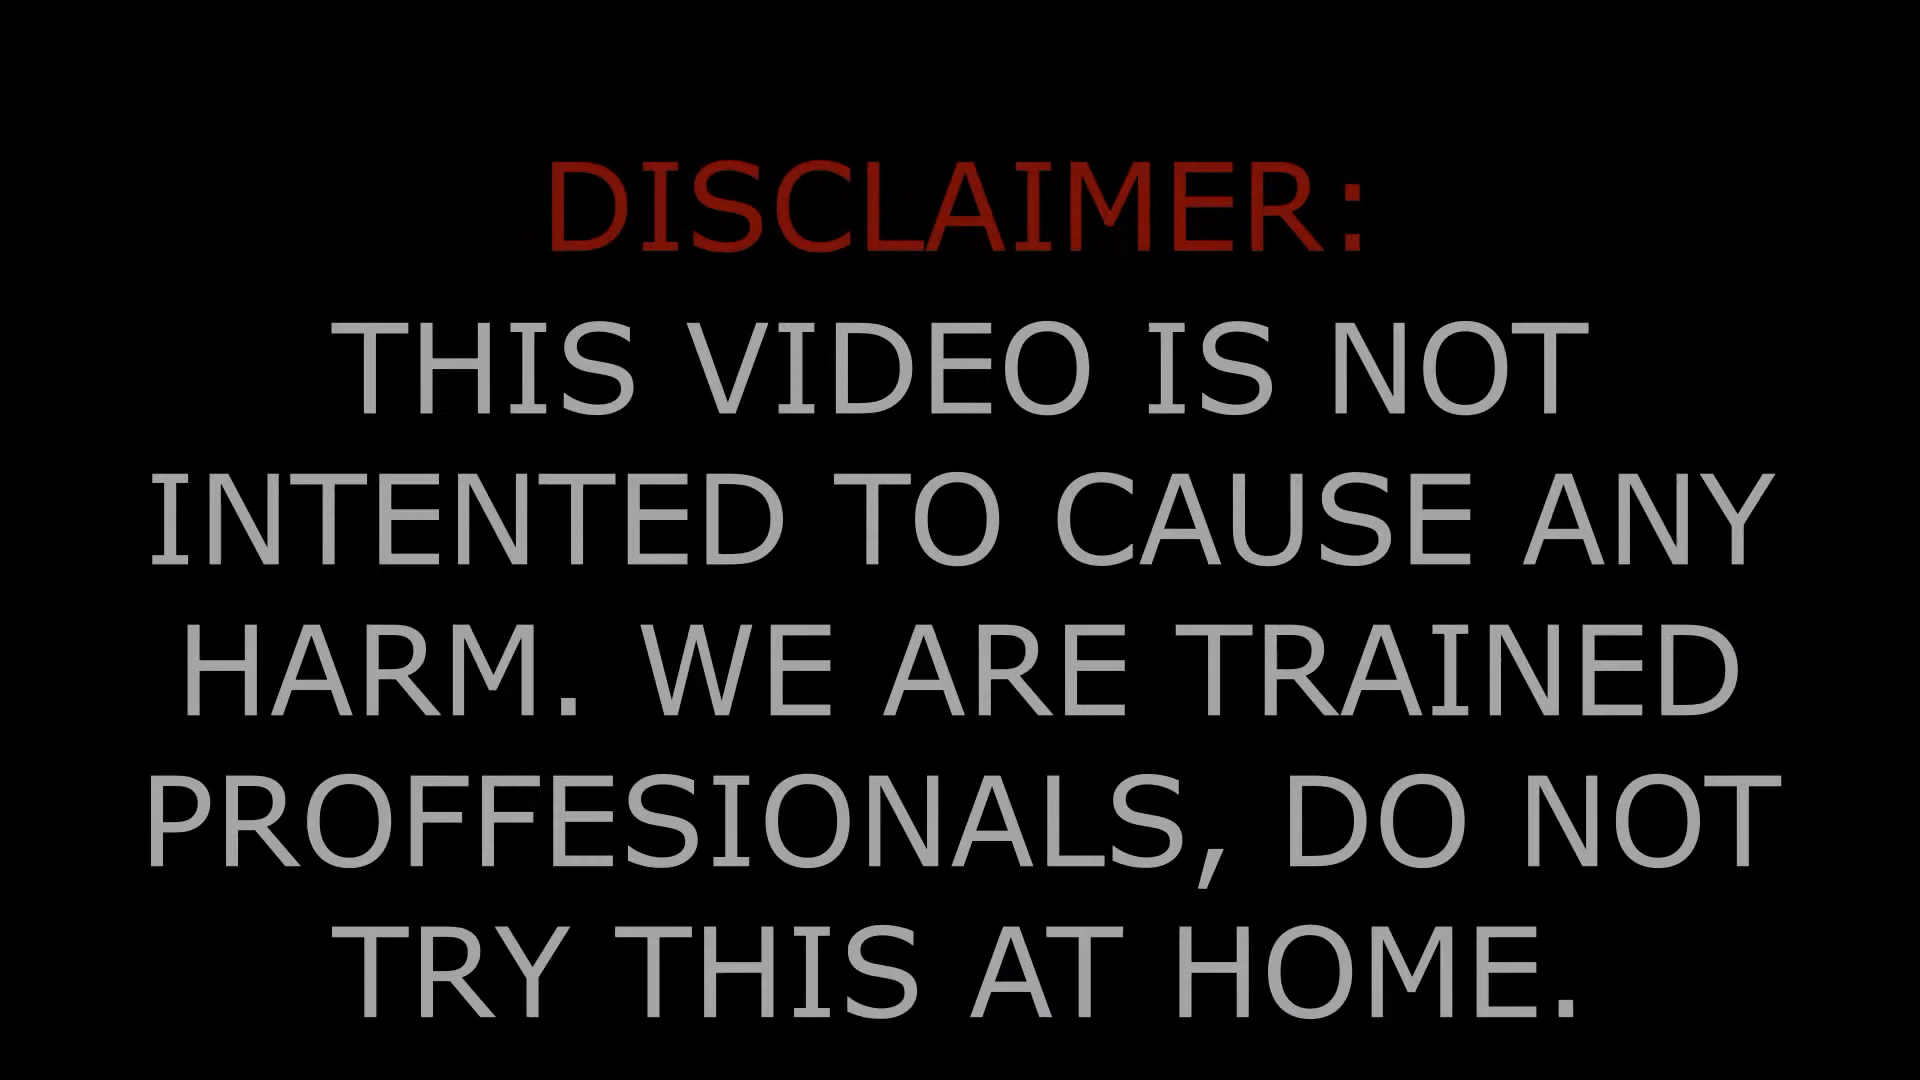 DISCLAIMER:
THIS VIDEO IS NOT
INTENTED TO CAUSE ANY
HARM. WE ARE TRAINED
PROFFESIONALS, DO NOT
TRY THIS AT HOME.